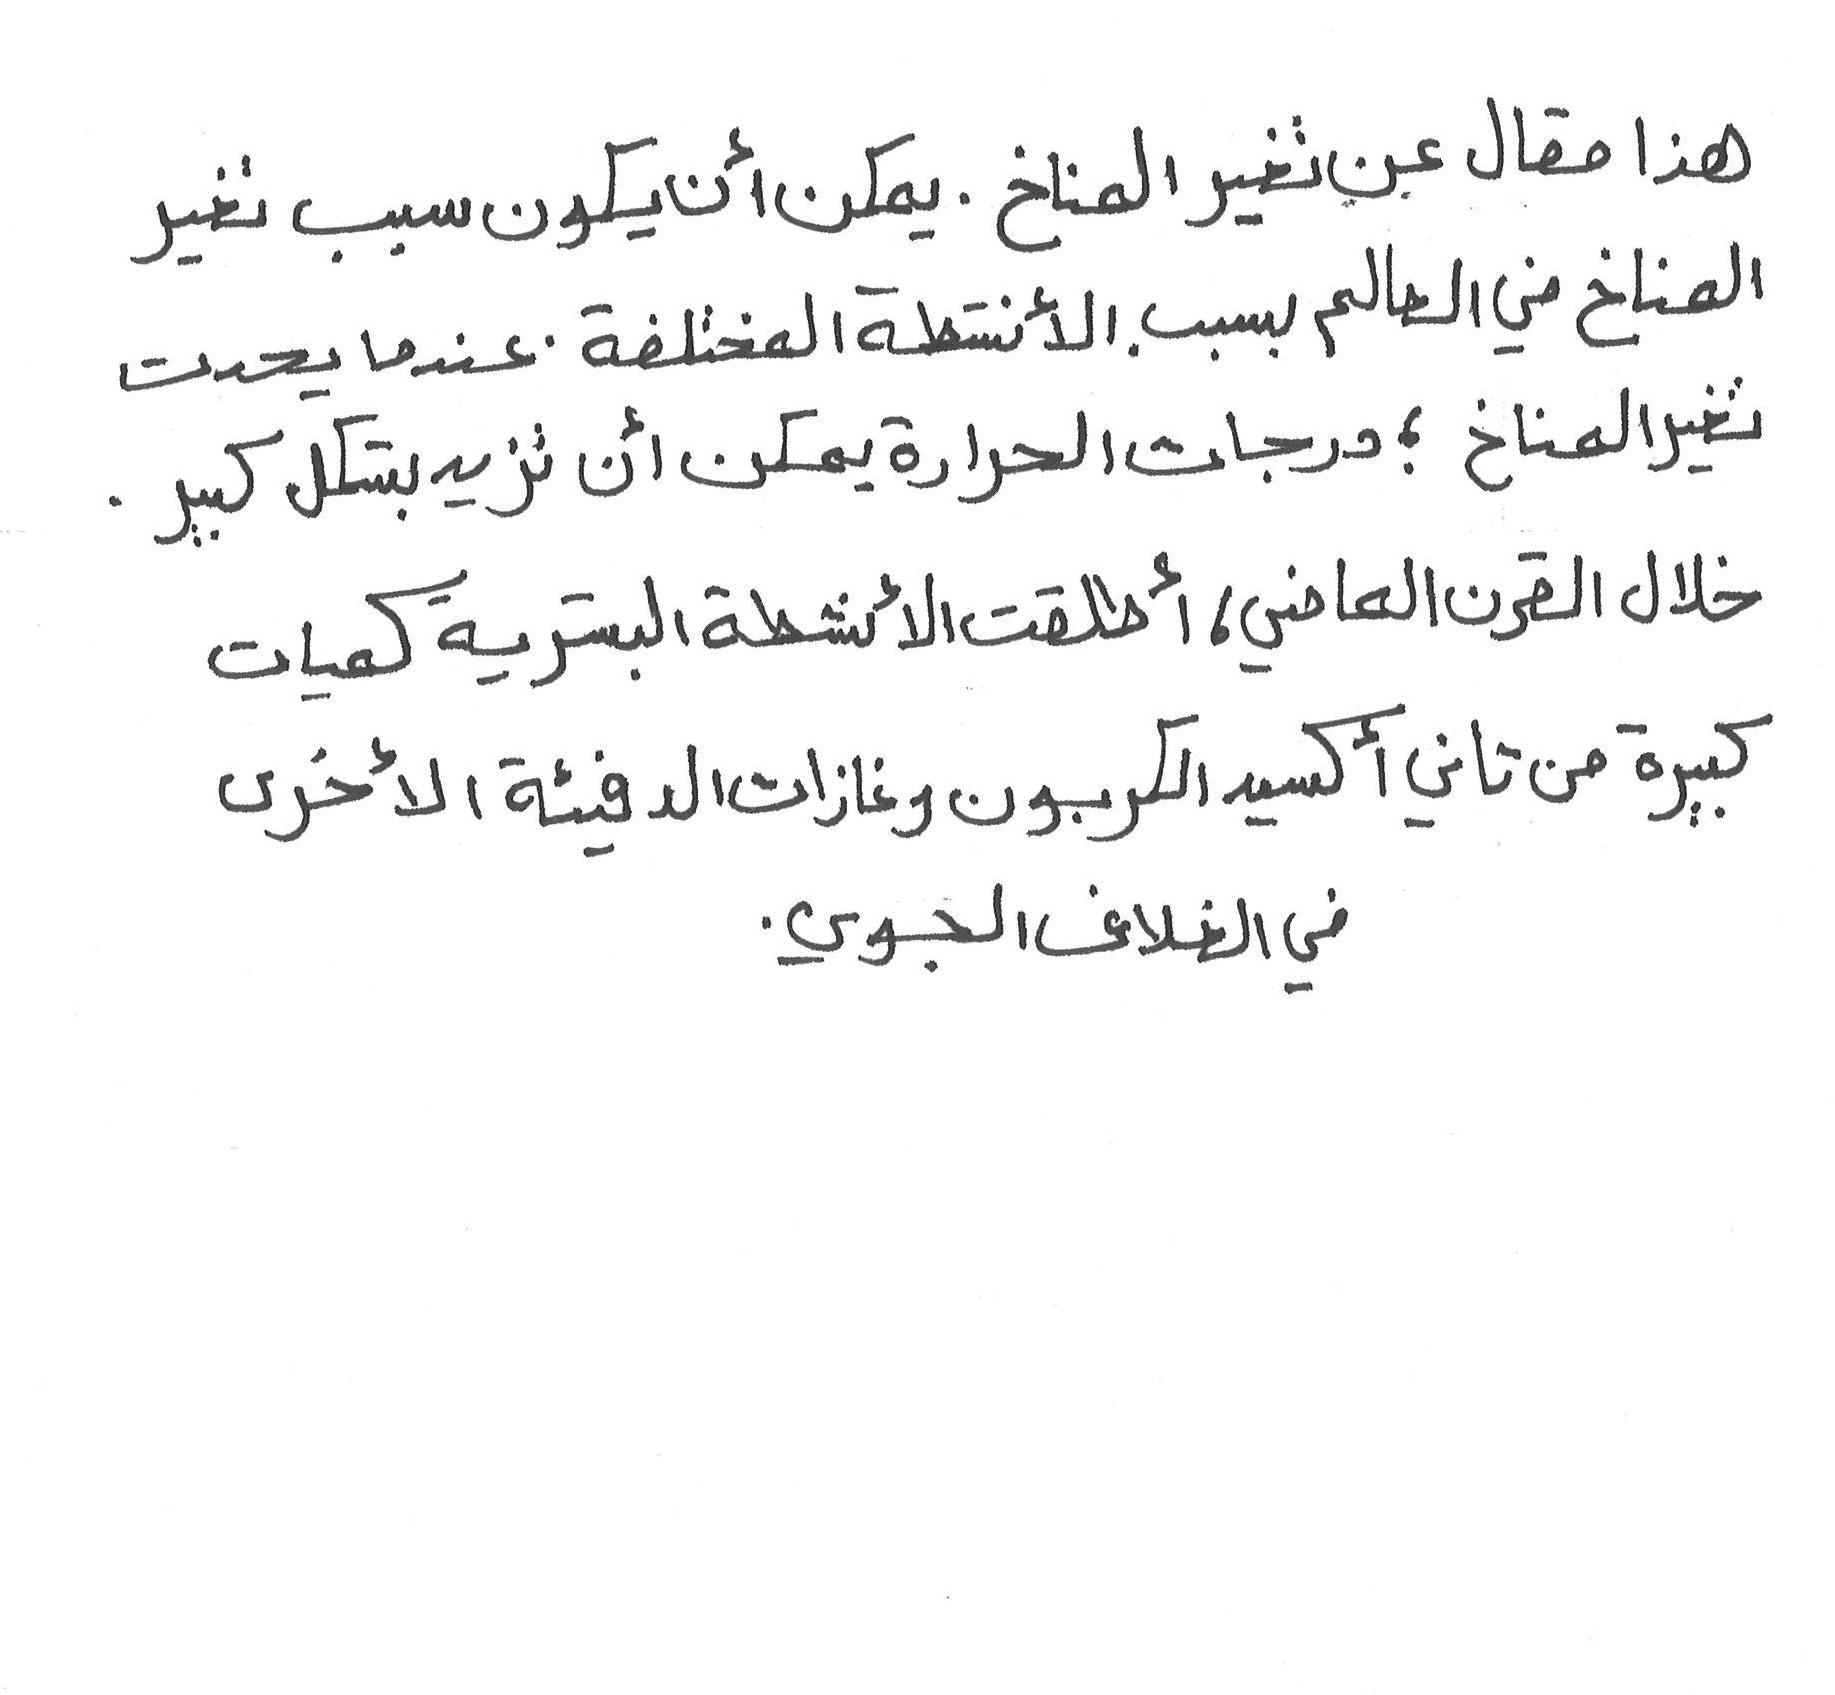 هذا مقال عن تغير المناخ . يمكن أن يكون سبب تغير
المناخ في العالم بسبب الأنشطة المختلفة . عندما يحدث
تغير المناخ ؛ درجات الحرارة يمكن أن تزيد بشكل كبير .
خلال القرن الماضي ، أطلقت الأنشطة البشرية كميات
كبيرة من ثاني أكسيد الكربون وغازات الدفيئة الأخرى
في الغلاف الجوي .